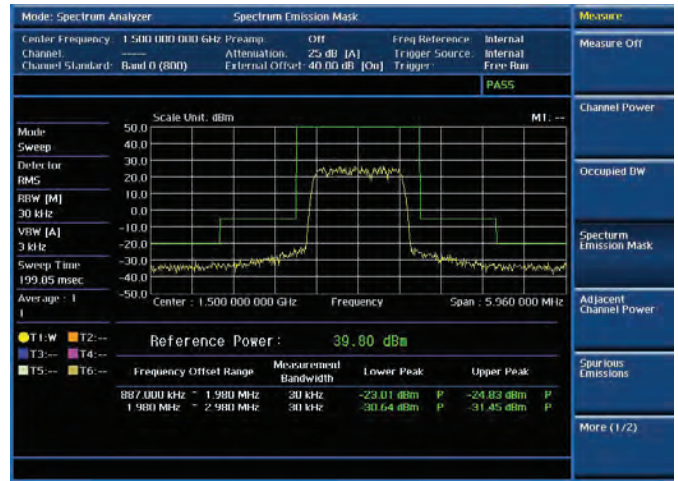 Mode: Spectrum Analyzer Spectrum Emission Mask
Center Frequency: 1.500 000 000 GHz Preamp: Off Freq Reference: Internal
Channel: ---- Attenuation: 25 dB [A] Trigger Source: Internal
Channel Standard: Band 0 (800) External Offset: 40.00 dB [On] Trigger: Free Run
PASS
Scale Unit: dBm M1: --
Mode
Sweep
Detector
RMS
RBW [M]
30 kHz
VBW [A]
3 kHz
Sweep Time
199.05 msec
Average : 1
1
T1:W T2:--
T3:-- T4:--
T5:-- T6:--
50.0
40.0
30.0
20.0
10.0
0.0
-10.0
-20.0
-30.0
-40.0
-50.0
Center : 1.500 000 000 GHz Frequency Span : 5.960 000 MHz
Reference Power: 39.80 dBm
Frequency Offset Range Measurement Bandwidth Lower Peak Upper Peak
887.000 kHz ~ 1.980 MHz 30 kHz -23.01 dBm P -24.83 dBm P
1.980 MHz ~ 2.980 MHz 30 kHz -30.64 dBm P -31.45 dBm P
Measure
Measure Off
Channel Power
Occupied BW
Specturm
Emission Mask
Adjacent
Channel Power
Spurious
Emissions
More (1/2)